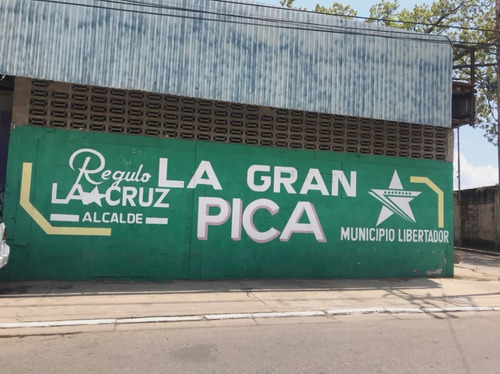 Regulo
LA CRUZ
ALCALDE
LA GRAN
PICA
MUNICIPIO LIBERTADOR